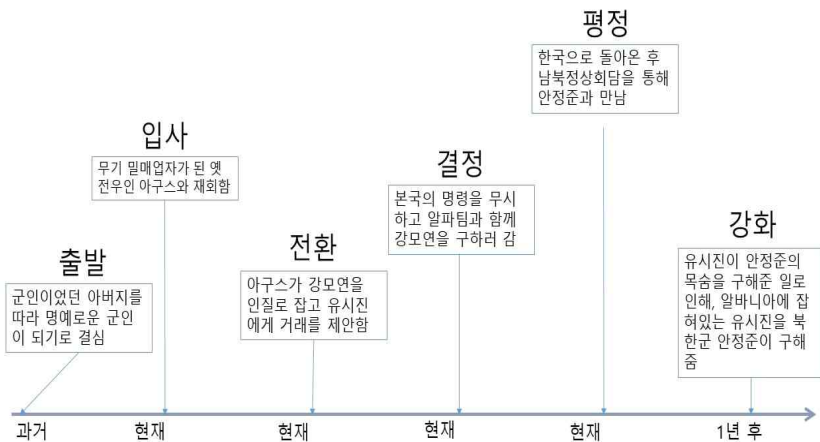 평정
한국으로 돌아온 후
남북정상회담을 통해
안정준과 만남
입사
무기 밀매업자가 된 옛
전우인 아구스와 재회함
결정
본국의 명령을 무시
하고 알파팀과 함께
강모연을 구하러 감
출발
군인이었던 아버지를
따라 명예로운 군인
이 되기로 결심
전환
아구스가 강모연을
인질로 잡고 유시진
에게 거래를 제안함
강화
유시진이 안정준의
목숨을 구해준 일로
인해, 알바니아에 잡
혀있는 유시진을 북
한군 안정준이 구해
줌
과거
현재
현재
현재
현재
1년 후